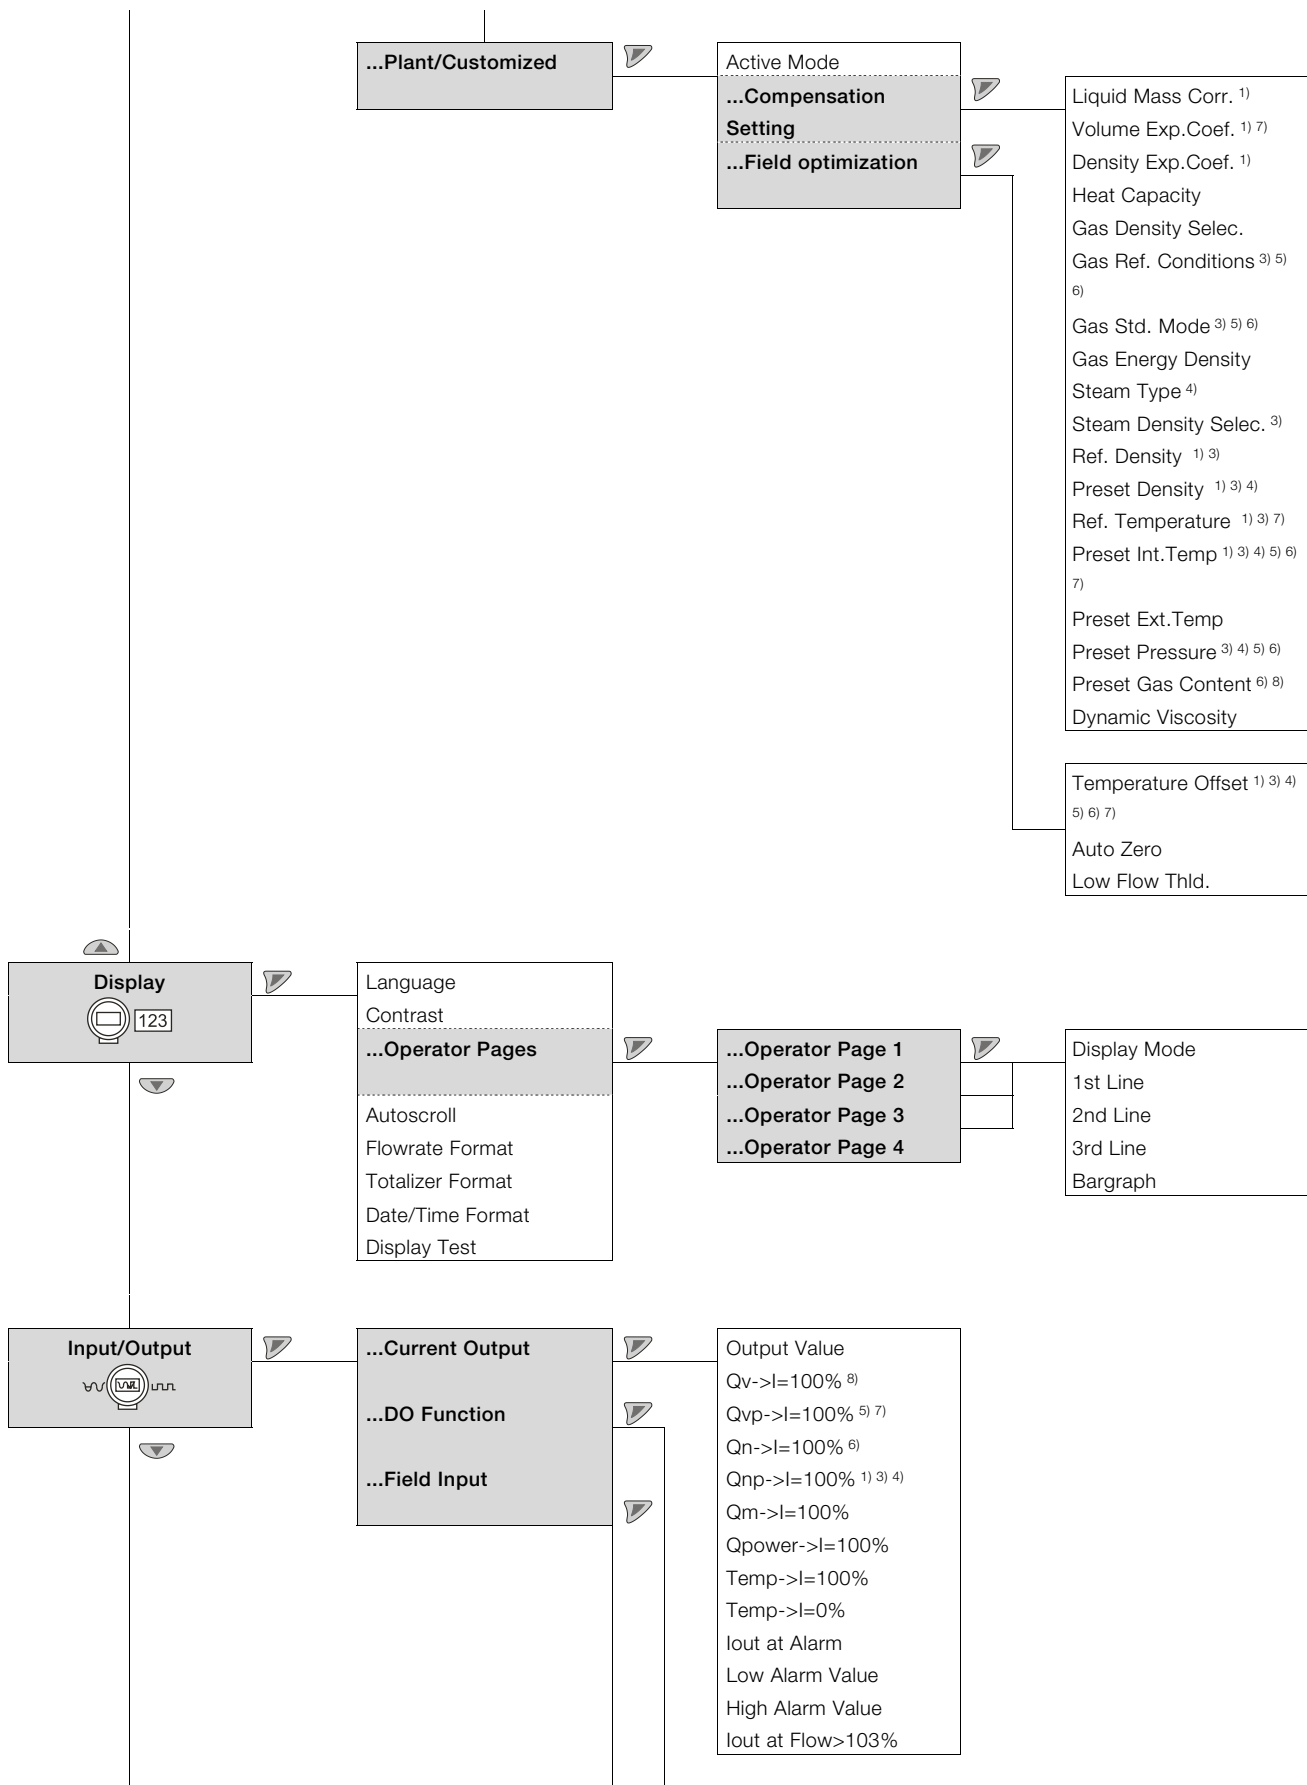 ...Plant/Customized
Active Mode
...Compensation
Setting
...Field optimization
Liquid Mass Corr. 1)
Volume Exp.Coef. 1) 7)
Density Exp.Coef. 1)
Heat Capacity
Gas Density Selec.
Gas Ref. Conditions 3) 5)
6)
Gas Std. Mode 3) 5) 6)
Gas Energy Density
Steam Type 4)
Steam Density Selec. 3)
Ref. Density 1) 3)
Preset Density 1) 3) 4)
Ref. Temperature 1) 3) 7)
Preset Int.Temp 1) 3) 4) 5) 6)
7)
Preset Ext.Temp
Preset Pressure 3) 4) 5) 6)
Preset Gas Content 6) 8)
Dynamic Viscosity
Temperature Offset 1) 3) 4)
5) 6) 7)
Auto Zero
Low Flow Thld.
Display
123
Language
Contrast
...Operator Pages
Autoscroll
Flowrate Format
Totalizer Format
Date/Time Format
Display Test
...Operator Page 1
...Operator Page 2
...Operator Page 3
...Operator Page 4
Display Mode
1st Line
2nd Line
3rd Line
Bargraph
Input/Output
...Current Output
...DO Function
...Field Input
Output Value
Qv->I=100% 8)
Qvp->I=100% 5) 7)
Qn->I=100% 6)
Qnp->I=100% 1) 3) 4)
Qm->I=100%
Qpower->I=100%
Temp->I=100%
Temp->I=0%
Iout at Alarm
Low Alarm Value
High Alarm Value
Iout at Flow>103%